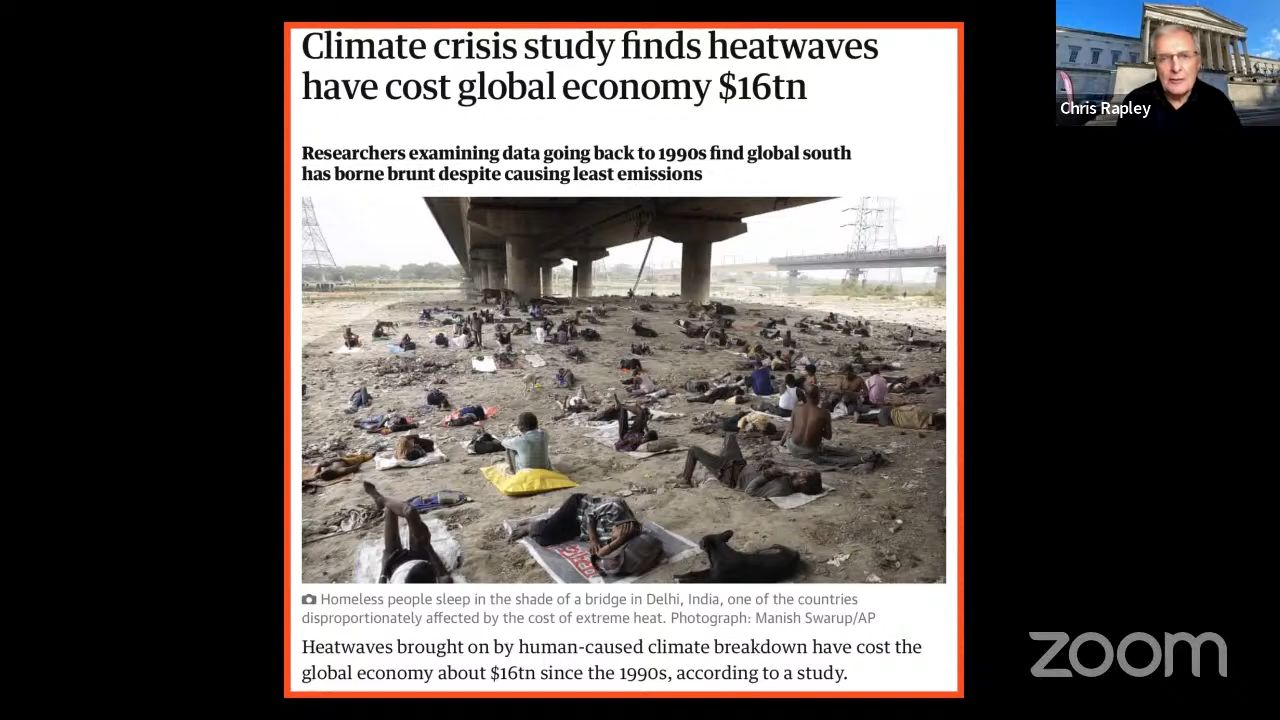 Climate crisis study finds heatwaves
have cost global economy $16tn
Researchers examining data going back to 1990s find global south
has borne brunt despite causing least emissions
Homeless people sleep in the shade of a bridge in Delhi, India, one of the countries
disproportionately affected by the cost of extreme heat. Photograph: Manish Swarup/AP
Heatwaves brought on by human-caused climate breakdown have cost the
global economy about $16tn since the 1990s, according to a study.
Chris Rapley
zoom